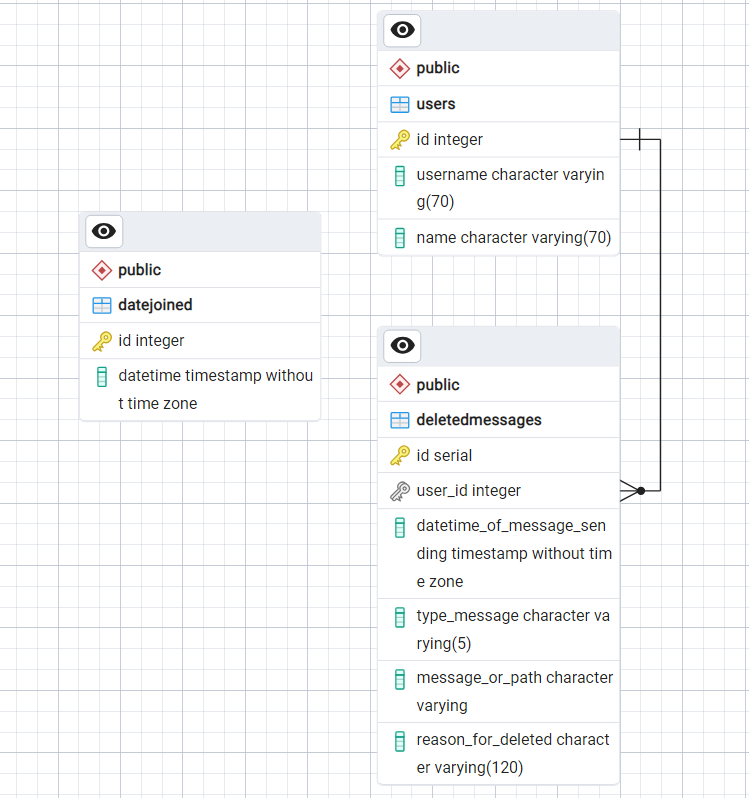 public
users
id integer
username character varyin
g(70)
name character varying(70)
public
datejoined
id integer
datetime timestamp withou
t time zone
public
deletedmessages
id serial
user_id integer
datetime_of_message_sen
ding timestamp without tim
e zone
type_message character va
rying(5)
message_or_path character
varying
reason_for_deleted charact
er varying(120)